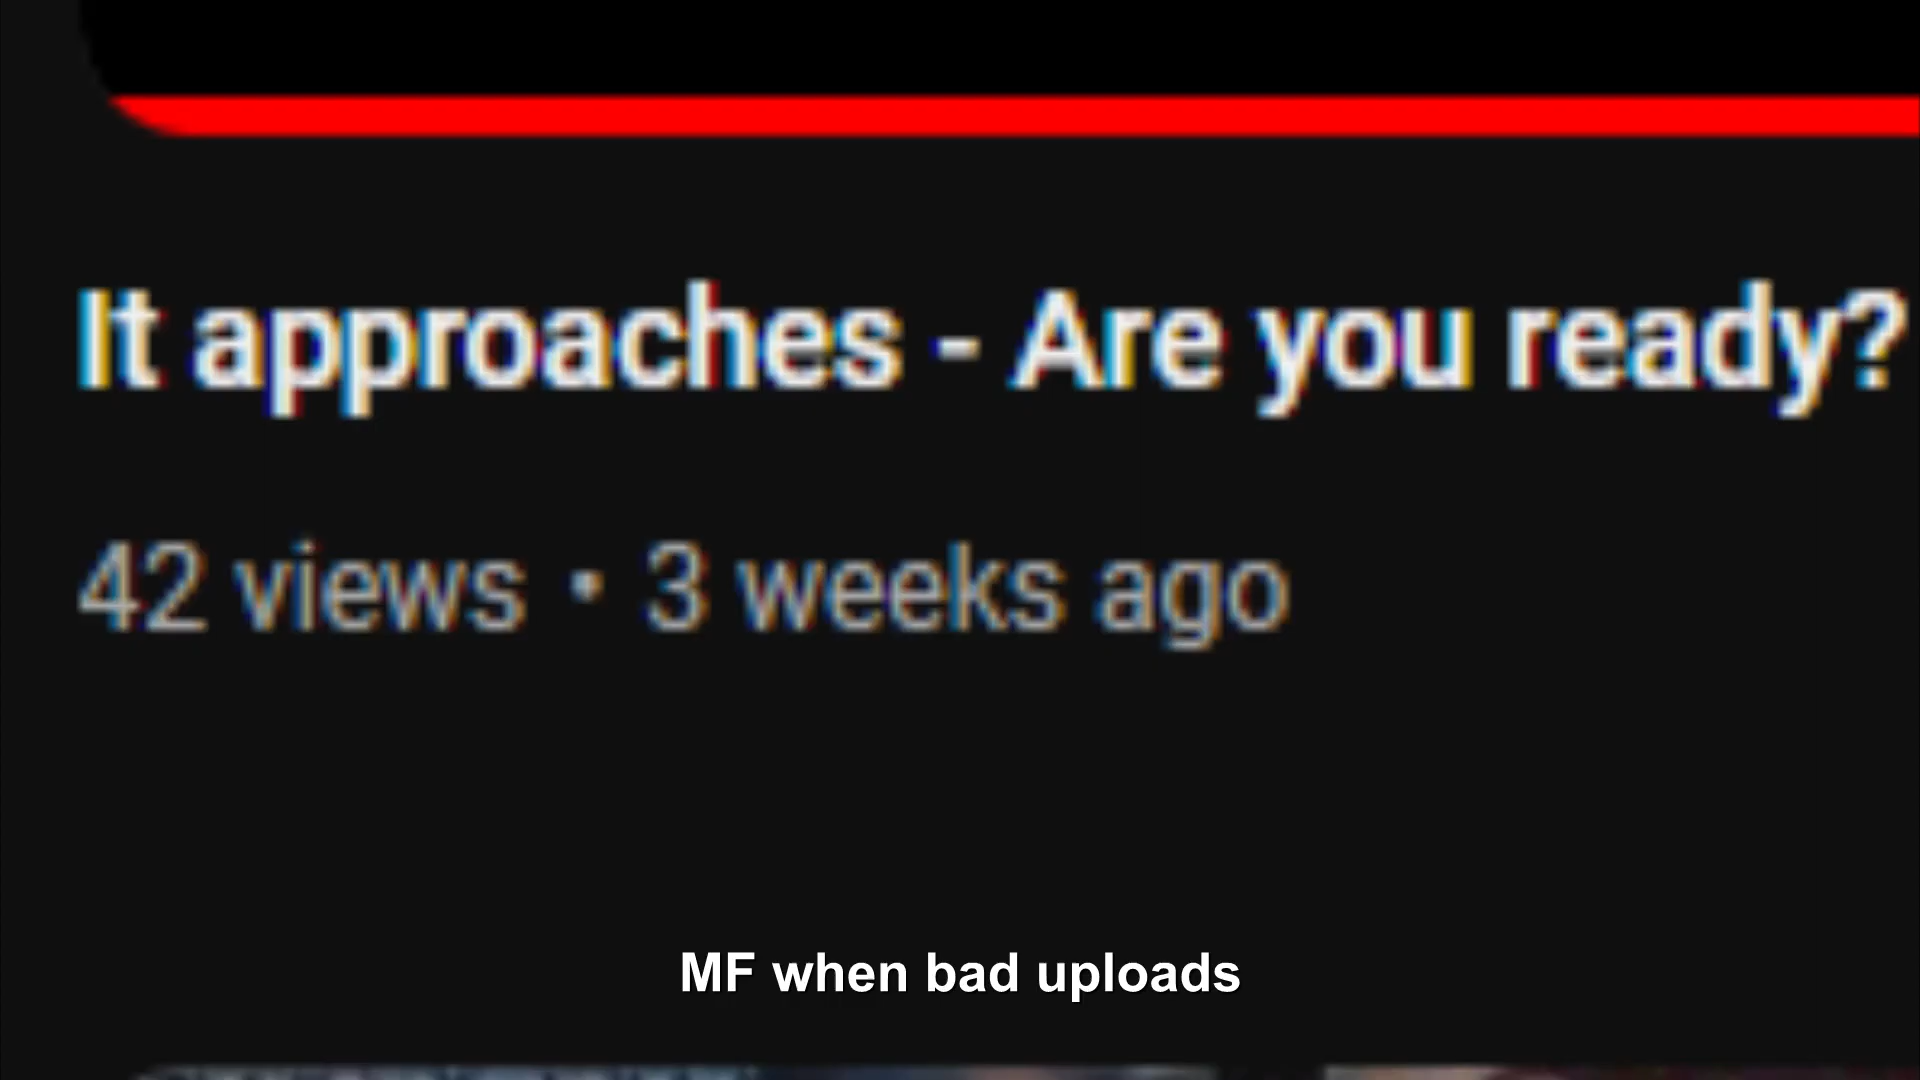 It approaches - Are you ready?
42 views • 3 weeks ago
MF when bad uploads